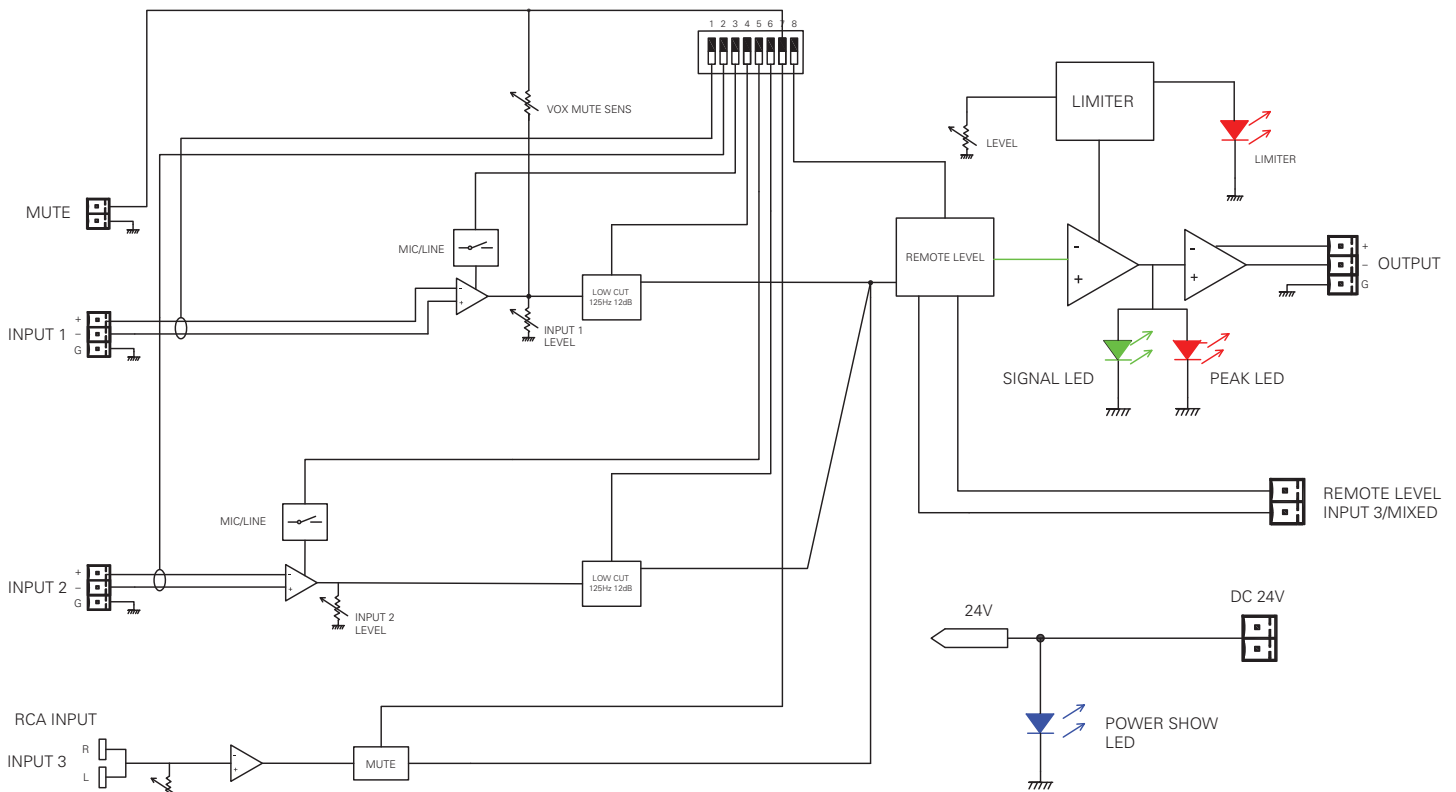 1 2 3 4 5 6 7 8
VOX MUTE SENS
LIMITER
LEVEL
LIMITER
MUTE
MIC/LINE
REMOTE LEVEL
+
−
G
OUTPUT
-
+
-
+
INPUT 1
+
−
G
-
+
LOW CUT
125Hz 12dB
INPUT 1
LEVEL
SIGNAL LED
PEAK LED
REMOTE LEVEL
INPUT 3/MIXED
MIC/LINE
INPUT 2
+
−
G
-
+
LOW CUT
125Hz 12dB
INPUT 2
LEVEL
24V
DC 24V
POWER SHOW
LED
RCA INPUT
INPUT 3
R
L
-
+
MUTE